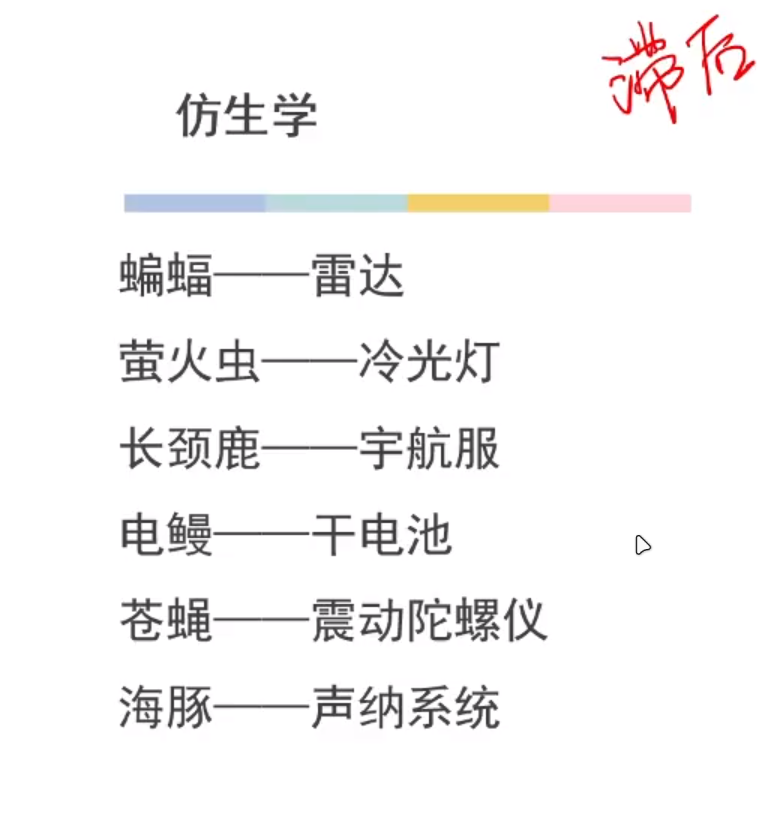 滞后
仿生学
蝙蝠——雷达
萤火虫——冷光灯
长颈鹿——宇航服
电鳗——干电池
苍蝇——震动陀螺仪
海豚——声纳系统